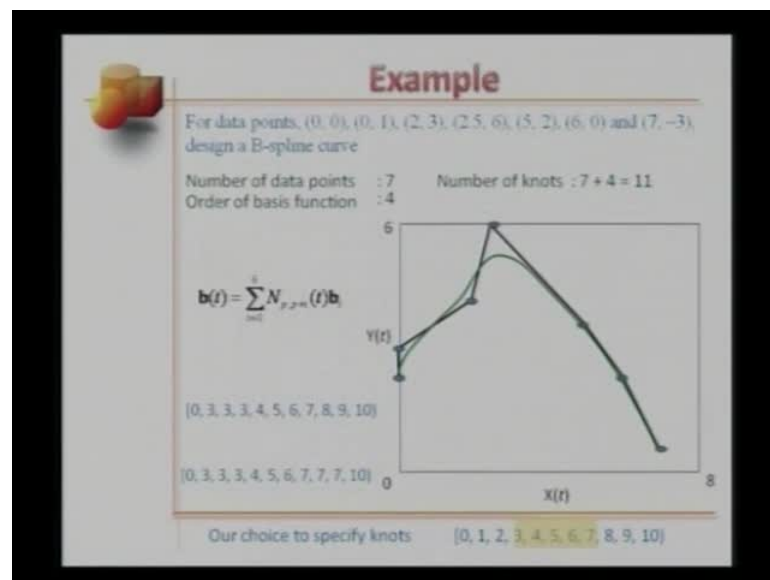 Example
For data points, (0, 0), (0, 1), (2, 3), (2.5, 6), (5, 2), (6, 0) and (7, −3),
design a B-spline curve
Number of data points : 7 Number of knots : 7 + 4 = 11
Order of basis function : 4
6
Y(t)
[0, 3, 3, 3, 4, 5, 6, 7, 8, 9, 10)
[0, 3, 3, 3, 4, 5, 6, 7, 7, 7, 10) 0 8
X(t)
Our choice to specify knots [0, 1, 2, 3, 4, 5, 6, 7, 8, 9, 10)